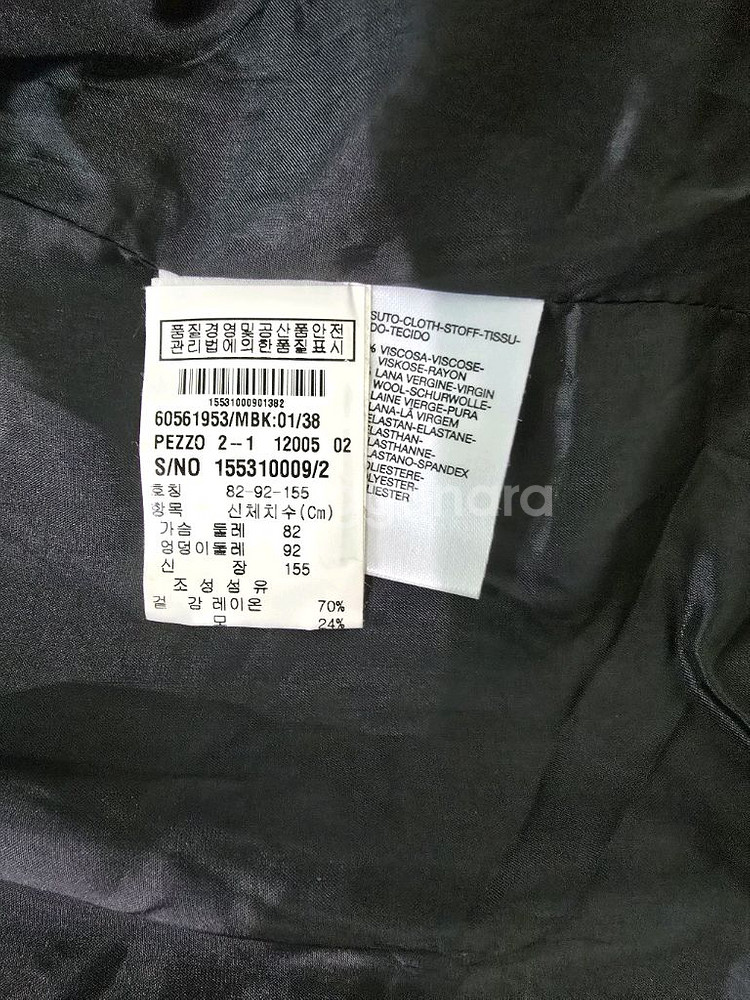 품질경영및공산품안전
관리법에의한품질표시
15531000901382
60561953/MBK:01/38
PEZZO 2--1 12005 02
S/NO 155310009/2
호칭 82-92-155
항목 신체치수(Cm)
가슴 둘레 82
엉덩이둘레 92
신 장 155
조성섬유
겉 감 레이온 70%
모 24%
SUTO-CLOTH-STOFF-TISSU-
DO-TECIDO
% VISCOSA-VISCOSE-
VISKOSE-RAYON
LANA VERGINE-VIRGIN
WOOL-SCHURWOLLE-
LAINE VIERGE-PURA
LANA-LÃ VIRGEM
ELASTAN-ELASTANE-
ELASTHAN-
ELASTHANNE-
ELASTANO-SPANDEX
OLIESTERE-
OLYESTER-
LIESTER